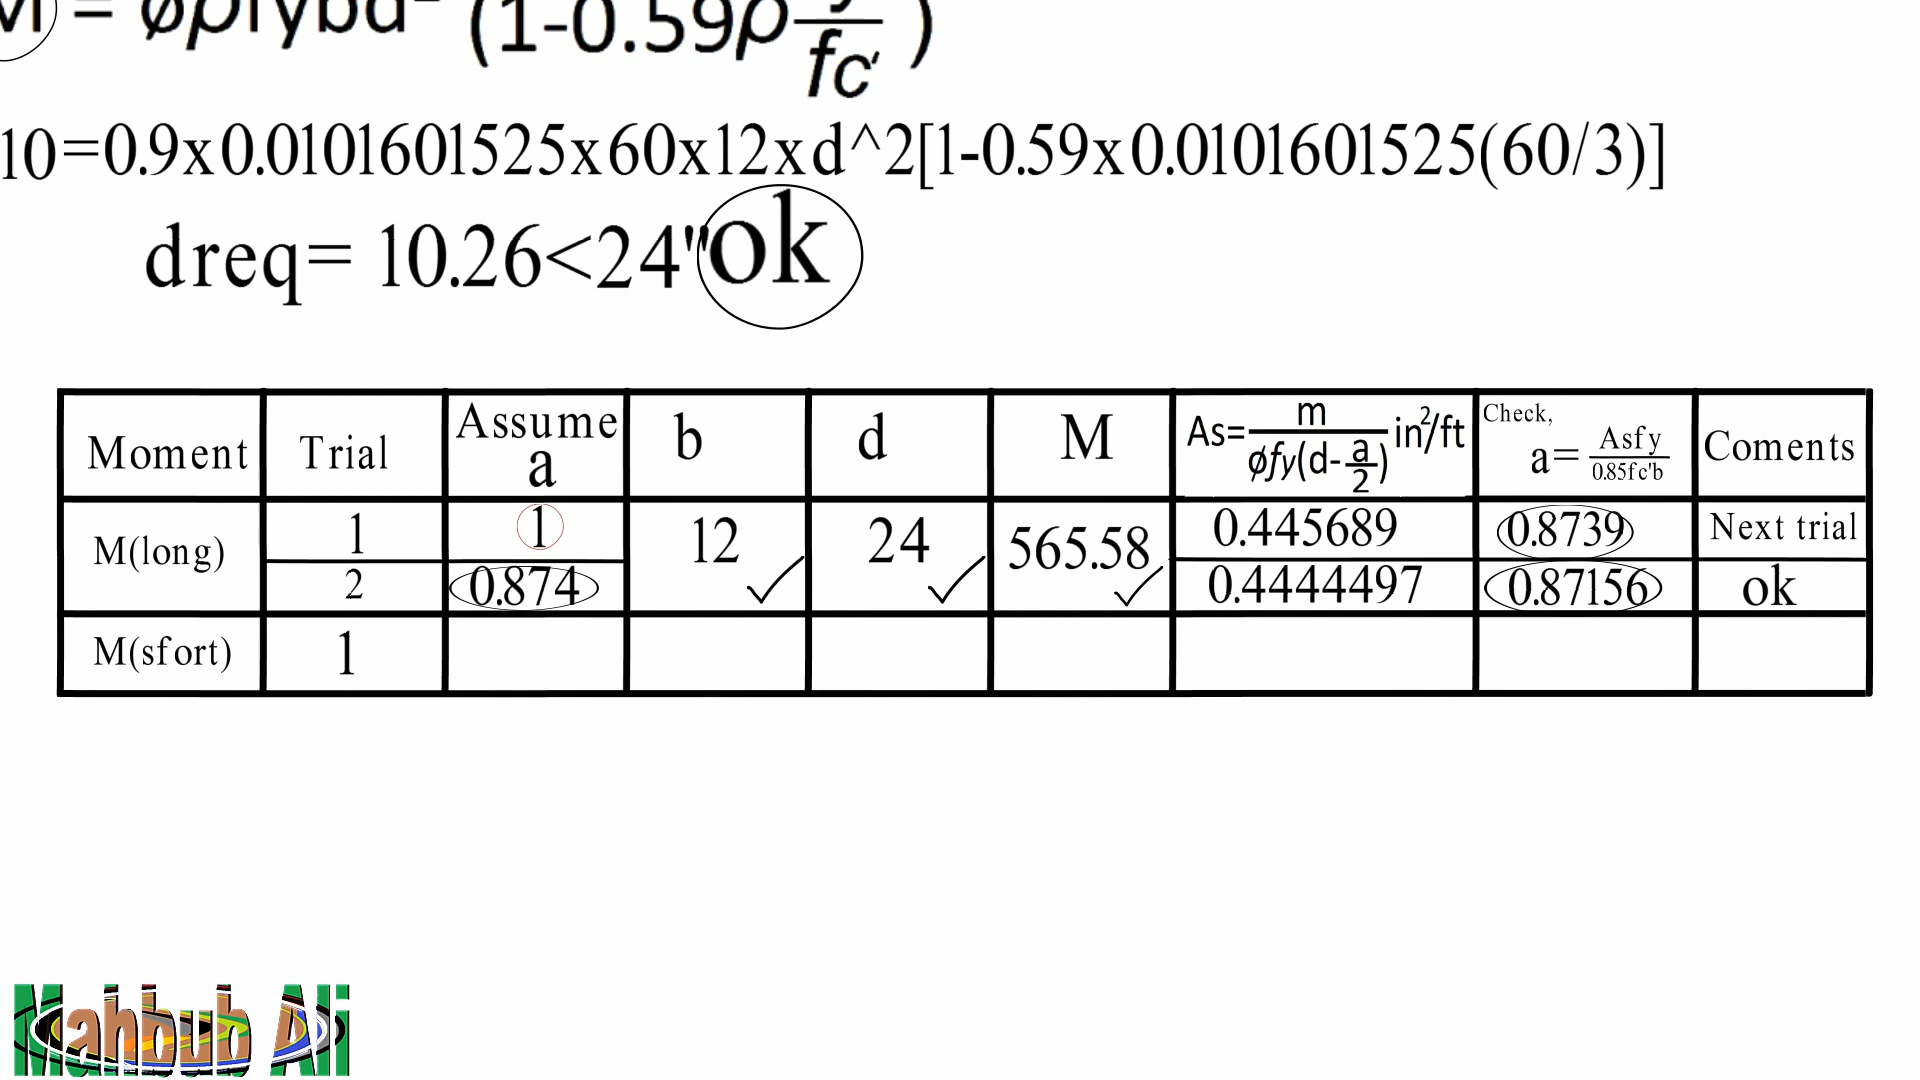 = øρfybd² (1-0.59ρ y/fc')
10=0.9x0.0101601525x60x12xd^2[1-0.59x0.0101601525(60/3)]
dreq= 10.26<24"ok
Moment Trial Assume a b d M As= m/øfy(d-a/2) in²/ft Check, a= Asfy/0.85fc'b Coments
M(long) 1 1 12 24 565.58 0.445689 0.8739 Next trial
2 0.874 0.4444497 0.87156 ok
M(sfort) 1
Mahbub Ali